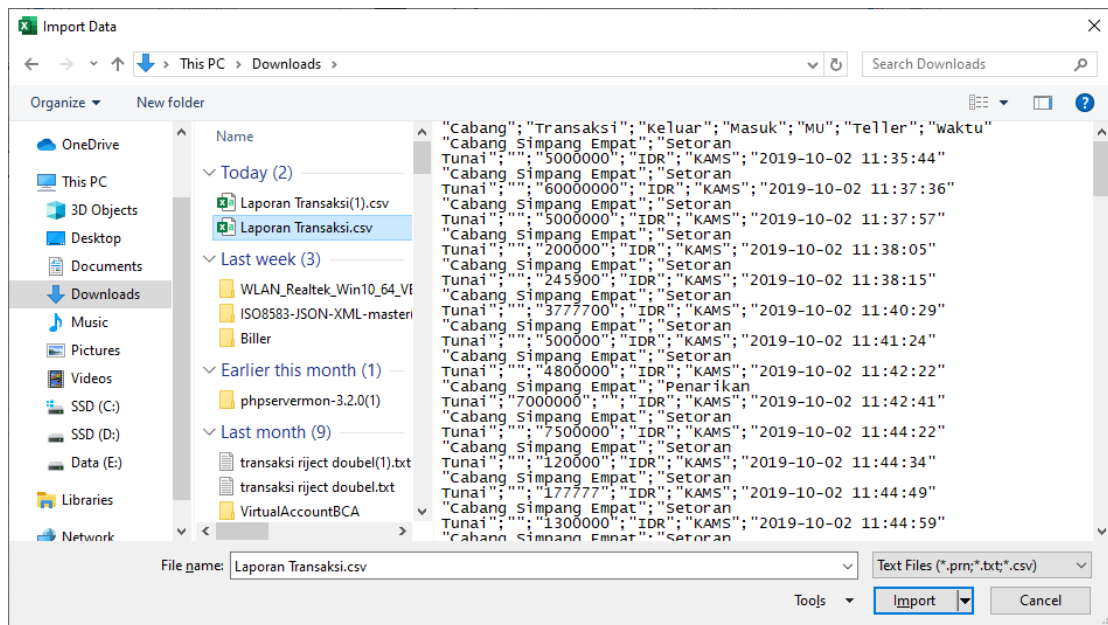 Import Data
This PC > Downloads >
Search Downloads
Organize
New folder
OneDrive
This PC
3D Objects
Desktop
Documents
Downloads
Music
Pictures
Videos
SSD (C:)
SSD (D:)
Data (E:)
Libraries
Network
Name
Today (2)
Laporan Transaksi(1).csv
Laporan Transaksi.csv
Last week (3)
WLAN_Realtek_Win10_64_VE
ISO8583-JSON-XML-master(
Biller
Earlier this month (1)
phpservermon-3.2.0(1)
Last month (9)
transaksi riject doubel(1).txt
transaksi riject doubel.txt
VirtualAccountBCA
"Cabang";"Transaksi";"Keluar";"Masuk";"MU";"Teller";"Waktu"
"Cabang Simpang Empat";"Setoran
Tunai";"";"5000000";"IDR";"KAMS";"2019-10-02 11:35:44"
"Cabang Simpang Empat";"Setoran
Tunai";"";"60000000";"IDR";"KAMS";"2019-10-02 11:37:36"
"Cabang Simpang Empat";"Setoran
Tunai";"";"5000000";"IDR";"KAMS";"2019-10-02 11:37:57"
"Cabang Simpang Empat";"Setoran
Tunai";"";"200000";"IDR";"KAMS";"2019-10-02 11:38:05"
"Cabang Simpang Empat";"Setoran
Tunai";"";"245900";"IDR";"KAMS";"2019-10-02 11:38:15"
"Cabang Simpang Empat";"Setoran
Tunai";"";"3777700";"IDR";"KAMS";"2019-10-02 11:40:29"
"Cabang Simpang Empat";"Setoran
Tunai";"";"500000";"IDR";"KAMS";"2019-10-02 11:41:24"
"Cabang Simpang Empat";"Setoran
Tunai";"";"4800000";"IDR";"KAMS";"2019-10-02 11:42:22"
"Cabang Simpang Empat";"Penarikan
Tunai";"7000000";"";"IDR";"KAMS";"2019-10-02 11:42:41"
"Cabang Simpang Empat";"Setoran
Tunai";"";"7500000";"IDR";"KAMS";"2019-10-02 11:44:22"
"Cabang Simpang Empat";"Setoran
Tunai";"";"120000";"IDR";"KAMS";"2019-10-02 11:44:34"
"Cabang Simpang Empat";"Setoran
Tunai";"";"177777";"IDR";"KAMS";"2019-10-02 11:44:49"
"Cabang Simpang Empat";"Setoran
Tunai";"";"1300000";"IDR";"KAMS";"2019-10-02 11:44:59"
"Cabang Simpang Empat";"Setoran
File name: Laporan Transaksi.csv
Text Files (*.prn;*.txt;*.csv)
Tools
Import
Cancel